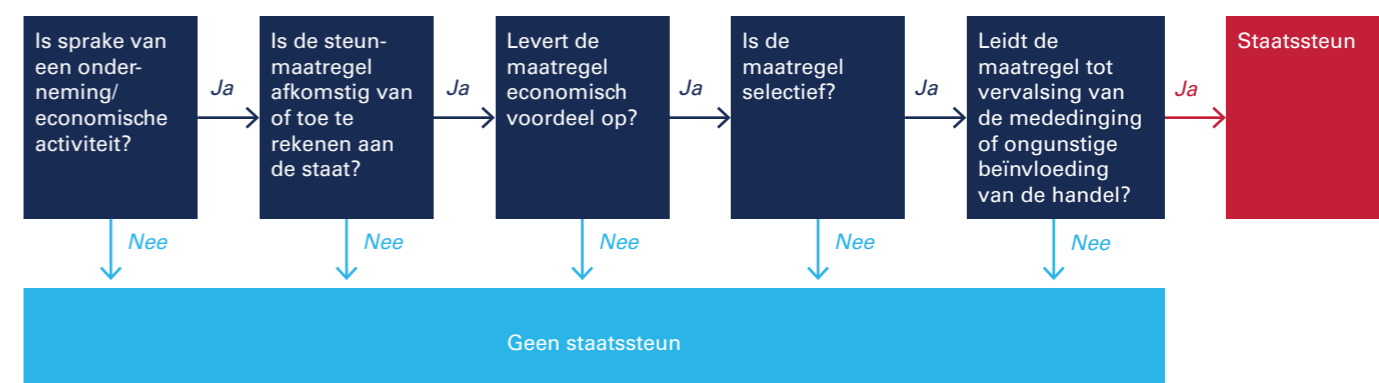 Is sprake van
een onder-
neming/
economische
activiteit?
Ja
Is de steun-
maatregel
afkomstig van
of toe te
rekenen aan
de staat?
Ja
Levert de
maatregel
economisch
voordeel op?
Ja
Is de
maatregel
selectief?
Ja
Leidt de
maatregel tot
vervalsing van
de mededinging
of ongunstige
beïnvloeding
van de handel?
Ja
Staatssteun
Nee
Nee
Nee
Nee
Nee
Geen staatssteun